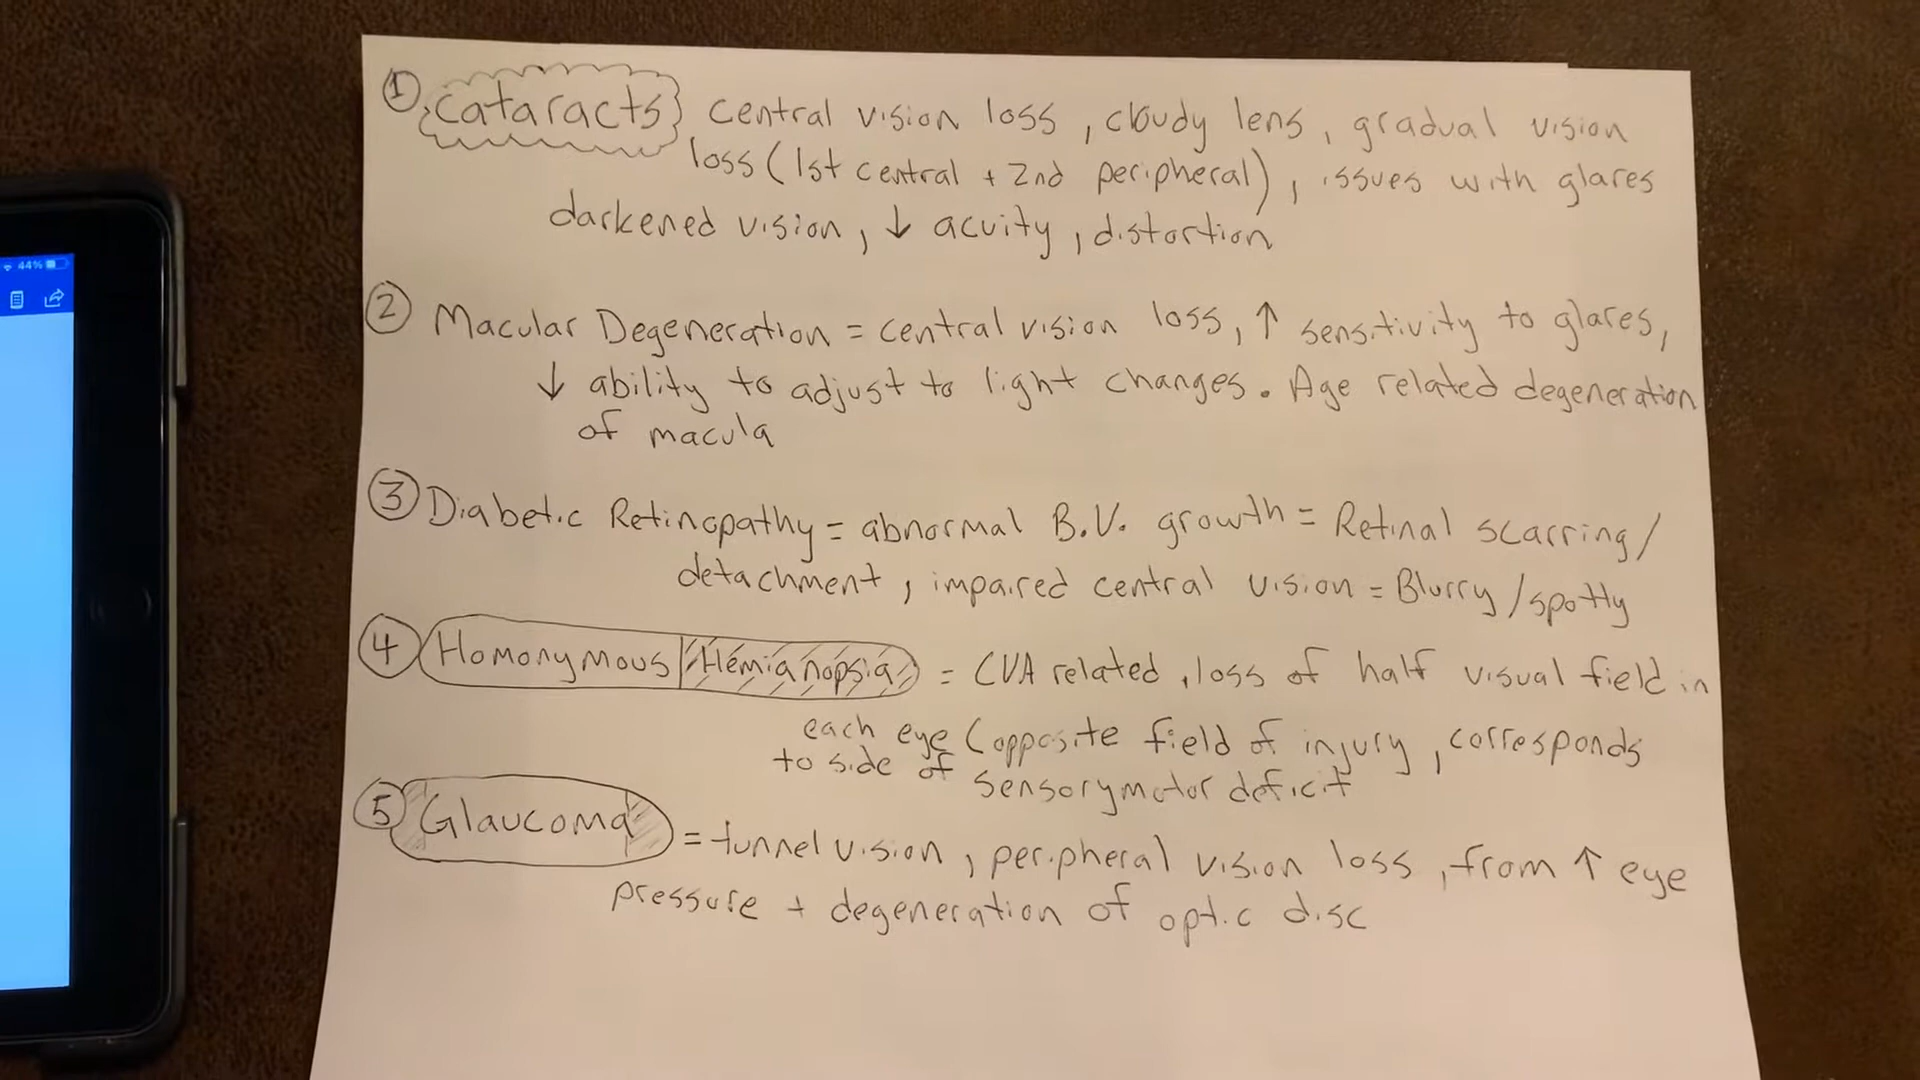 44%
① Cataracts central vision loss, cloudy lens, gradual vision
loss (1st central + 2nd peripheral), issues with glares
darkened vision, ↓ acuity, distortion
② Macular Degeneration = central vision loss, ↑ sensitivity to glares,
↓ ability to adjust to light changes. Age related degeneration
of macula
③ Diabetic Retinopathy = abnormal B.V. growth = Retinal scarring/
detachment, impaired central vision = Blurry/spotty
④ Homonymous Hemianopsia = CVA related, loss of half visual field in
each eye (opposite field of injury, corresponds
to side of sensorymotor deficit
⑤ Glaucoma = tunnel vision, peripheral vision loss, from ↑ eye
pressure + degeneration of optic disc